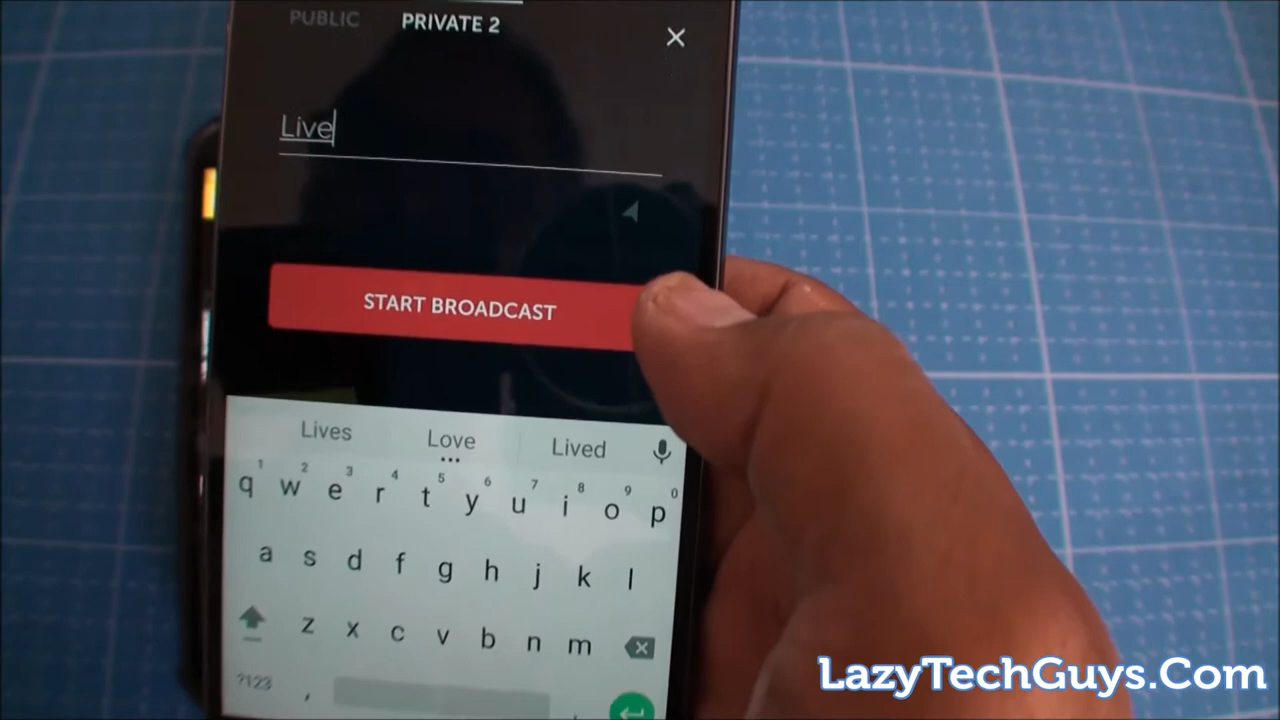 PUBLIC PRIVATE 2
Live
START BROADCAST
Lives Love Lived
1 2 3 4 5 6 7 8 9 0
q w e r t y u i o p
a s d f g h j k l
z x c v b n m
?123 ,
LazyTechGuys.Com